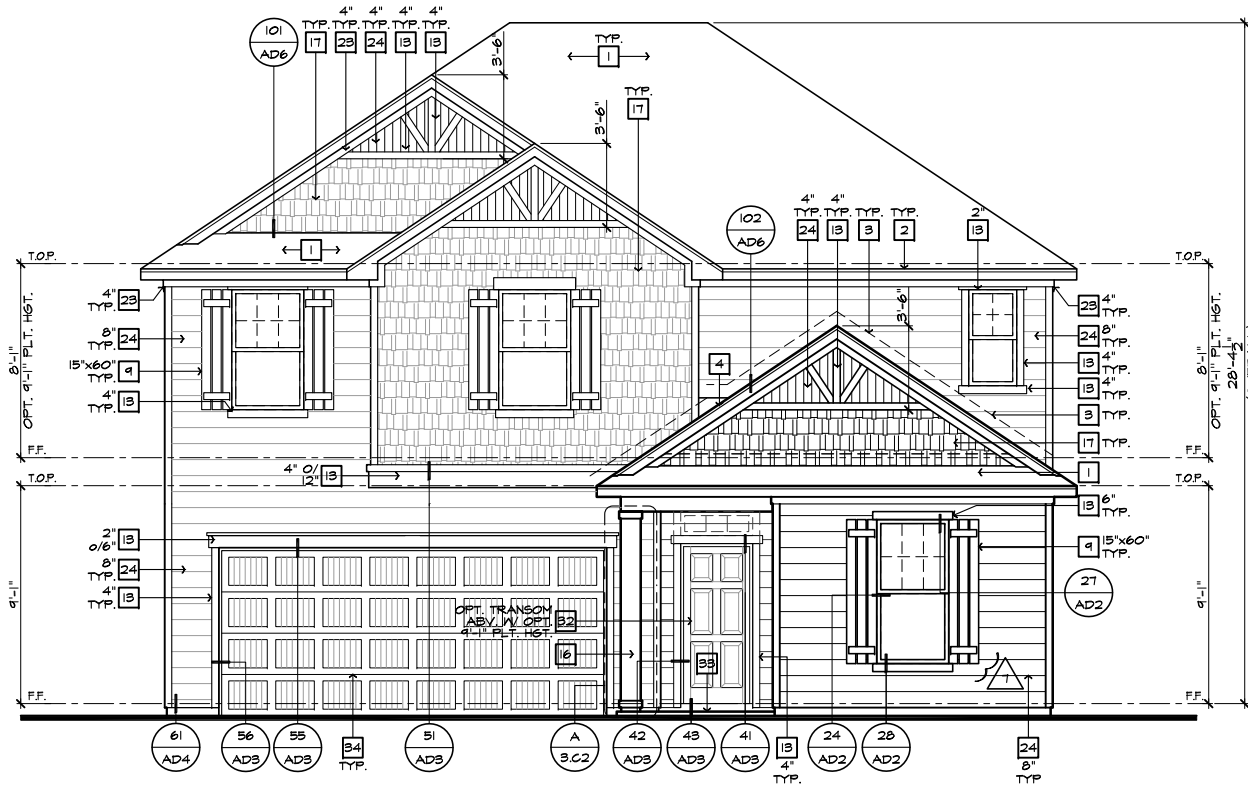 101
AD6
TYP.
17
4"
TYP.
23
4"
TYP.
24
4"
TYP.
13
4"
TYP.
13
3'-6"
TYP.
1
3'-6"
TYP.
17
102
AD6
4"
TYP.
24
4"
TYP.
13
TYP.
3
TYP.
2
2"
13
1
T.O.P.
T.O.P.
4"
TYP. 23
8"
TYP. 24
15"x60"
TYP. 9
4"
TYP. 13
8'-1"
OPT. 9'-1" PLT. HGT.
F.F.
T.O.P.
3'-6"
4
23 4"
TYP.
24 8"
TYP.
13 4"
TYP.
13 4"
TYP.
3 TYP.
17 TYP.
1
8'-1"
OPT. 9'-1" PLT. HGT.
F.F.
T.O.P.
4" O/
12" 13
2"
O/6" 13
8"
TYP. 24
4"
TYP. 13
9'-1"
F.F.
13 6"
TYP.
9 15"x60"
TYP.
27
AD2
9'-1"
F.F.
OPT. TRANSOM
ABV. W/ OPT.
9'-1" PLT. HGT.
32
16
33
1
61
AD4
56
AD3
55
AD3
34
TYP.
51
AD3
A
3.C2
42
AD3
43
AD3
41
AD3
13
4"
TYP.
24
AD2
28
AD2
24
8"
TYP